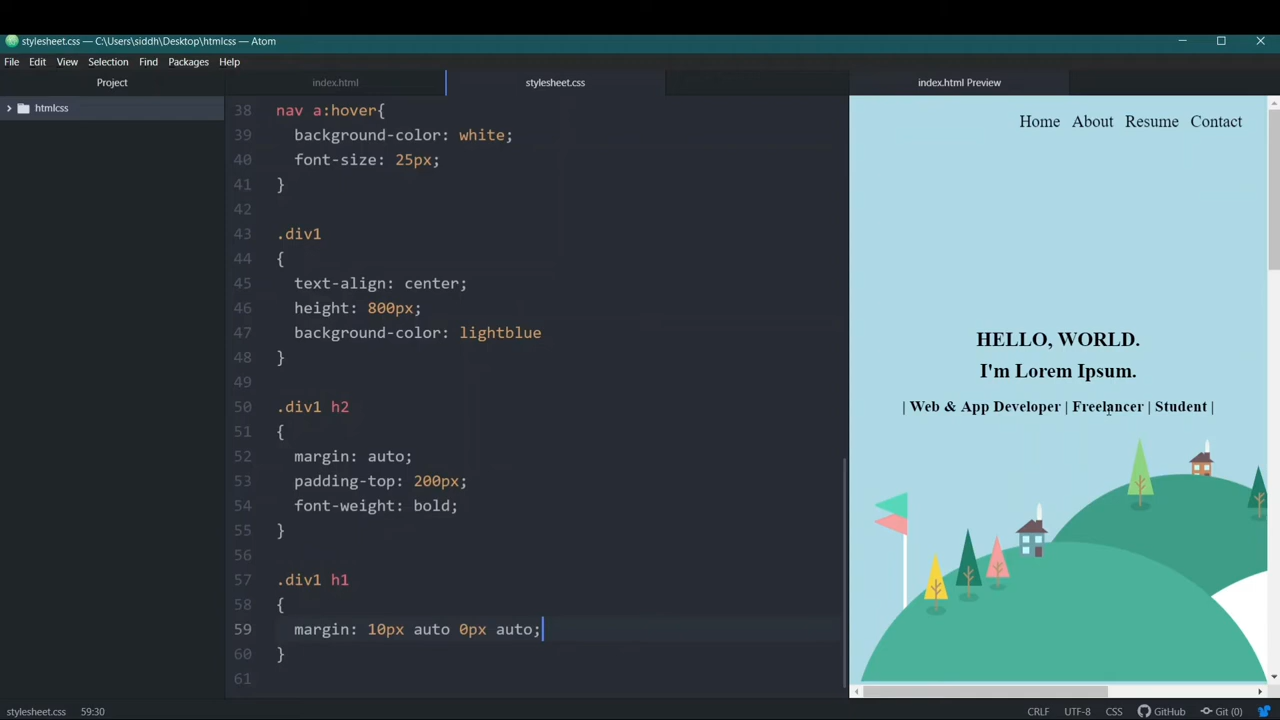 stylesheet.css — C:\Users\siddh\Desktop\htmlcss — Atom
File Edit View Selection Find Packages Help
Project
index.html
stylesheet.css
index.html Preview
htmlcss
38 nav a:hover{
39 background-color: white;
40 font-size: 25px;
41 }
42
43 .div1
44 {
45 text-align: center;
46 height: 800px;
47 background-color: lightblue
48 }
49
50 .div1 h2
51 {
52 margin: auto;
53 padding-top: 200px;
54 font-weight: bold;
55 }
56
57 .div1 h1
58 {
59 margin: 10px auto 0px auto;
60 }
61
Home About Resume Contact
HELLO, WORLD.
I'm Lorem Ipsum.
| Web & App Developer | Freelancer | Student |
stylesheet.css 59:30
CRLF UTF-8 CSS GitHub Git (0)